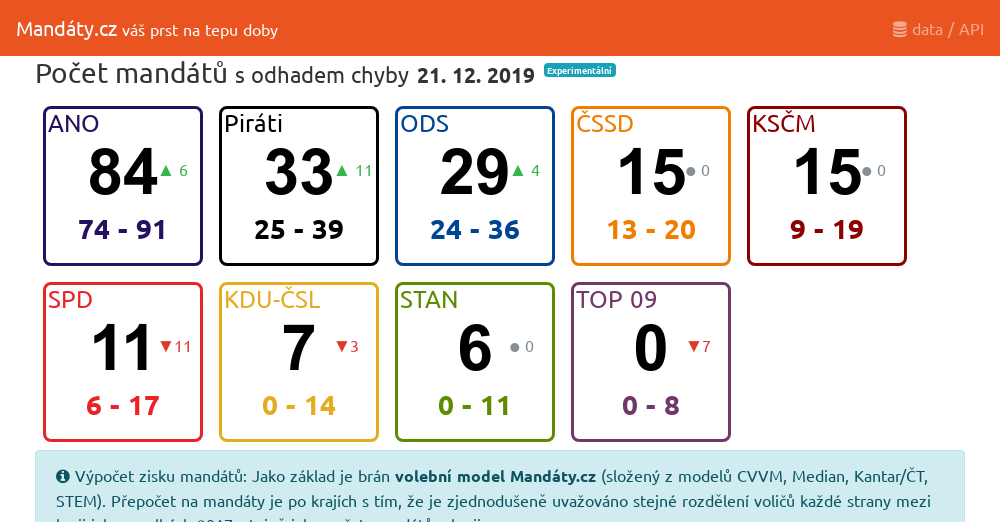 Mandáty.cz váš prst na tepu doby
data / API
Počet mandátů s odhadem chyby 21. 12. 2019 Experimentální
ANO
84 ▲ 6
74 - 91
Piráti
33 ▲ 11
25 - 39
ODS
29 ▲ 4
24 - 36
ČSSD
15 ● 0
13 - 20
KSČM
15 ● 0
9 - 19
SPD
11 ▼11
6 - 17
KDU-ČSL
7 ▼3
0 - 14
STAN
6 ● 0
0 - 11
TOP 09
0 ▼7
0 - 8
Výpočet zisku mandátů: Jako základ je brán volební model Mandáty.cz (složený z modelů CVVM, Median, Kantar/ČT,
STEM). Přepočet na mandáty je po krajích s tím, že je zjednodušeně uvažováno stejné rozdělení voličů každé strany mezi